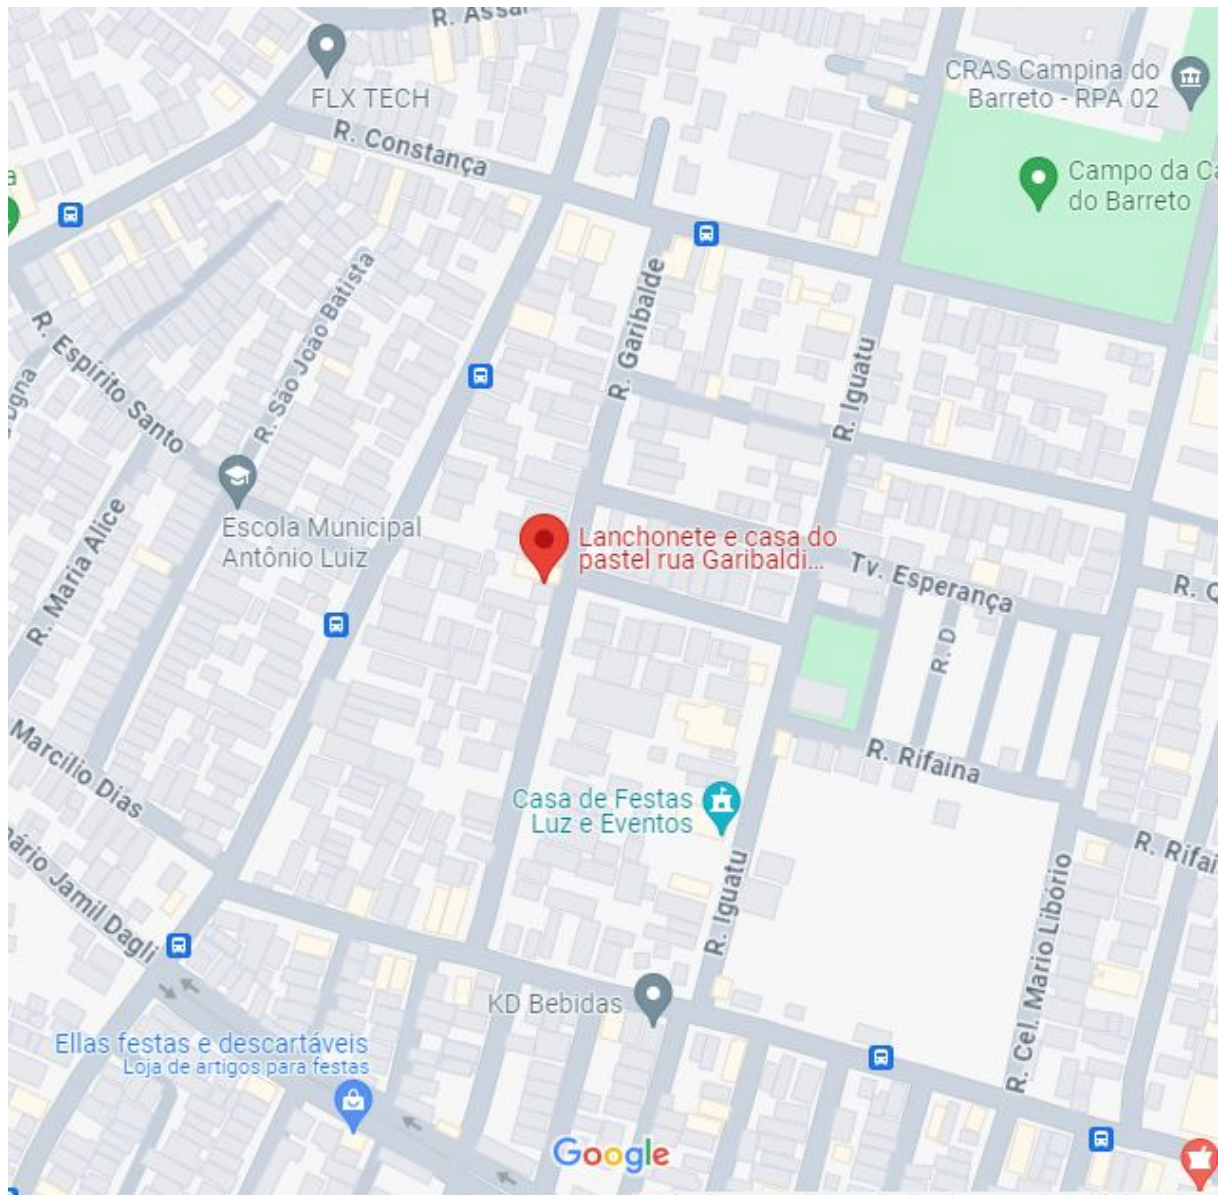 R. Assar
FLX TECH
CRAS Campina do
Barreto - RPA 02
R. Constança
Campo da Ca
do Barreto
a
R. Garibalde
R. São João Batista
R. Espírito Santo
R. Iguatu
Escola Municipal
Antônio Luiz
R. Maria Alice
Lanchonete e casa do
pastel rua Garibaldi...
Tv. Esperança
R. D
R. Rifaina
Marcílio Dias
Casa de Festas
Luz e Eventos
R. Rifai
ário Jamil Dagli
R. Iguatu
R. Cel. Mario Libório
KD Bebidas
Ellas festas e descartáveis
Loja de artigos para festas
Google